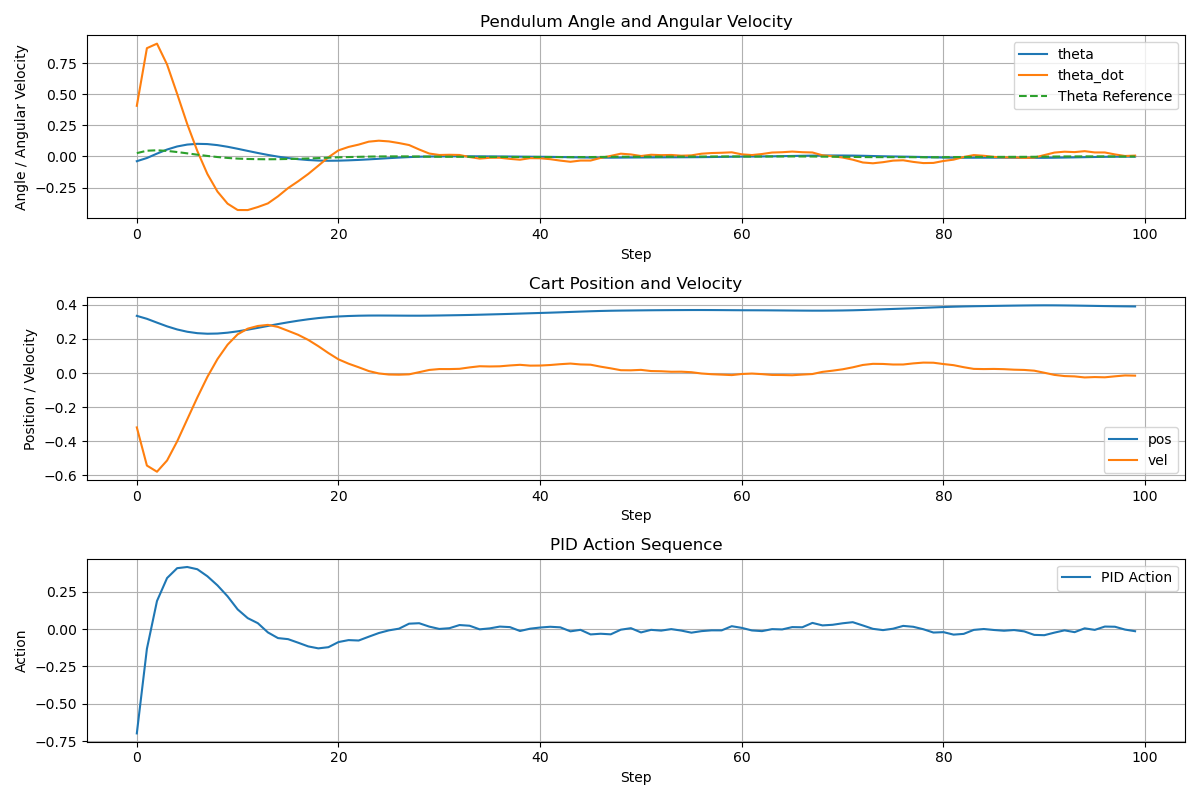 Pendulum Angle and Angular Velocity
Angle / Angular Velocity
0.75
0.50
0.25
0.00
−0.25
theta
theta_dot
Theta Reference
0 20 40 60 80 100
Step
Cart Position and Velocity
Position / Velocity
0.4
0.2
0.0
−0.2
−0.4
−0.6
pos
vel
0 20 40 60 80 100
Step
PID Action Sequence
Action
0.25
0.00
−0.25
−0.50
−0.75
PID Action
0 20 40 60 80 100
Step